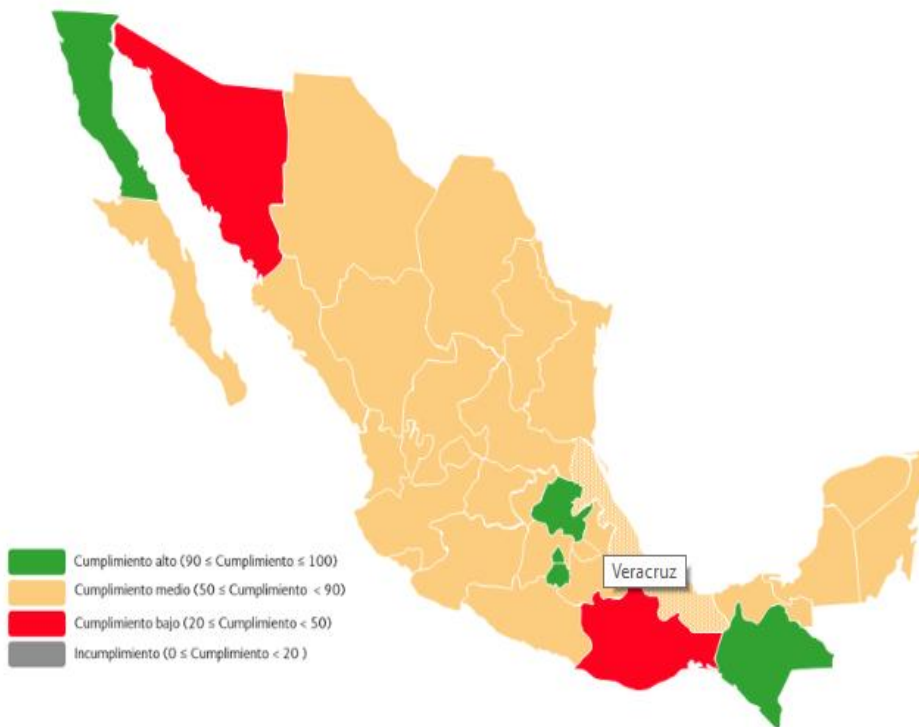 Veracruz
Cumplimiento alto (90 ≤ Cumplimiento ≤ 100)
Cumplimiento medio (50 ≤ Cumplimiento < 90)
Cumplimiento bajo (20 ≤ Cumplimiento < 50)
Incumplimiento (0 ≤ Cumplimiento < 20 )